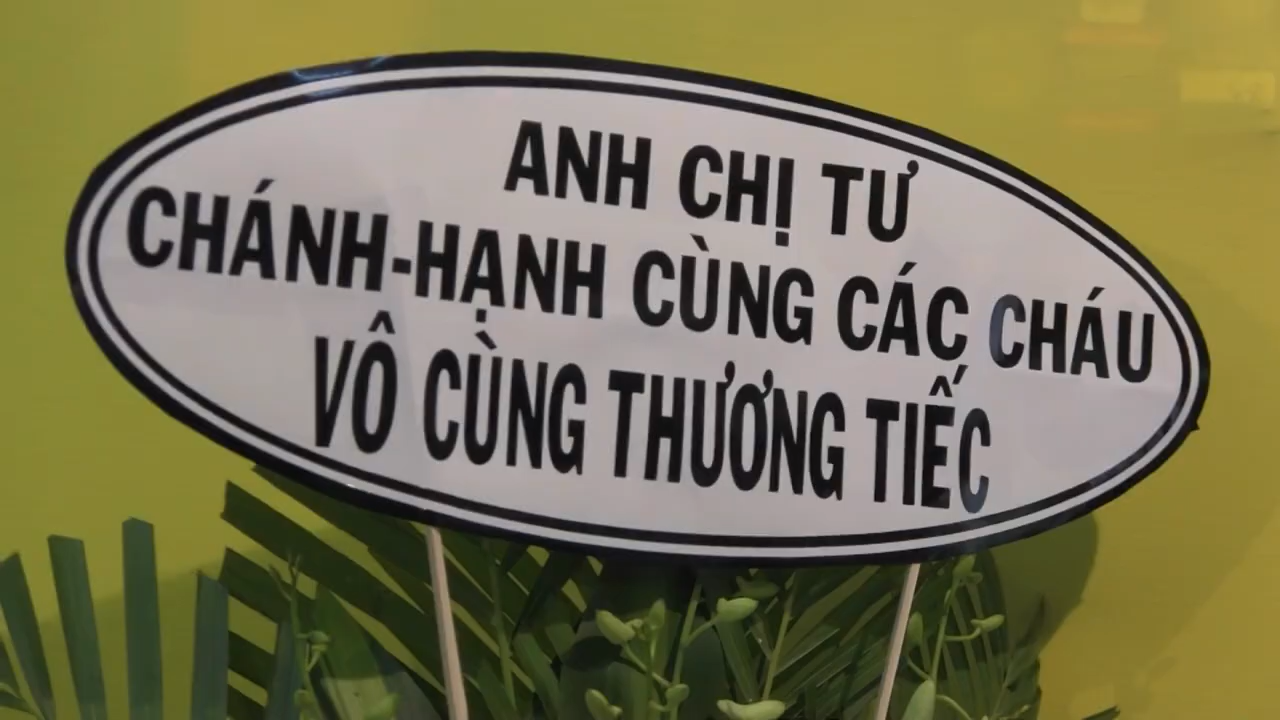 ANH CHỊ TƯ
CHÁNH-HẠNH CÙNG CÁC CHÁU
VÔ CÙNG THƯƠNG TIẾC